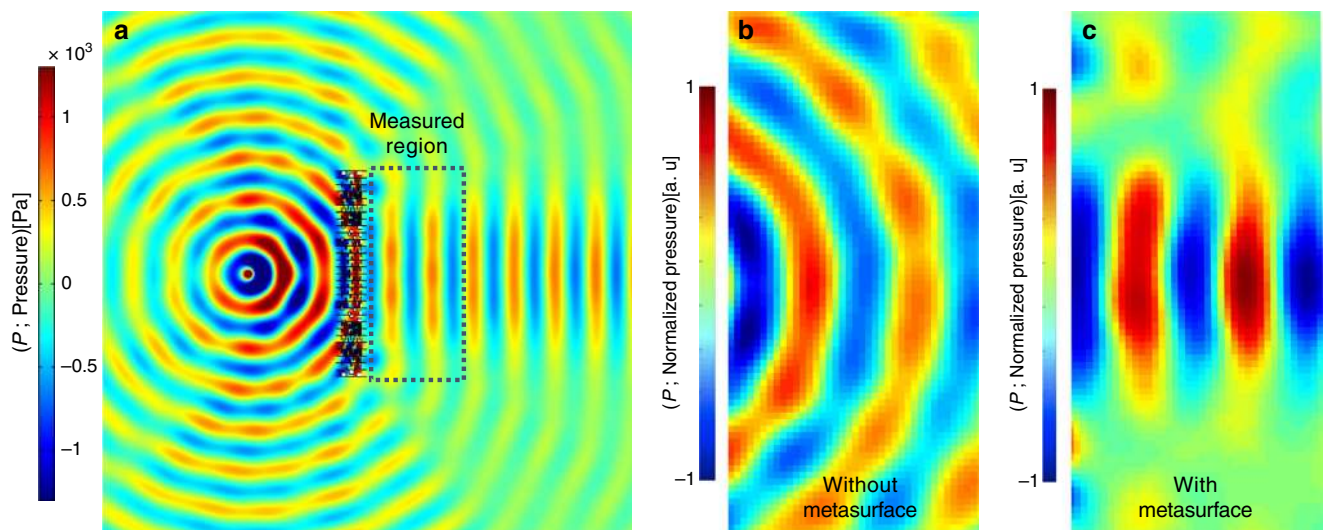 a
× 10³
1
0.5
0
−0.5
−1
(P ; Pressure)[Pa]
Measured
region
b
1
−1
(P ; Normalized pressure)[a. u]
Without
metasurface
c
1
−1
(P ; Normalized pressure)[a. u]
With
metasurface